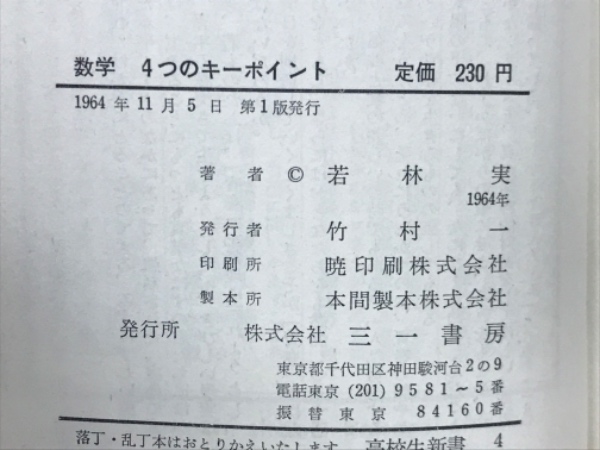 数学 4つのキーポイント 定価 230 円
1964 年 11 月 5 日 第1版発行
著者 © 若林実
1964年
発行者 竹村一
印刷所 暁印刷株式会社
製本所 本間製本株式会社
発行所 株式会社 三一書房
東京都千代田区神田駿河台2の9
電話東京 (201) 9581～5番
振替東京 84160番
落丁・乱丁本はおとりかえいたします 高校生新書 4